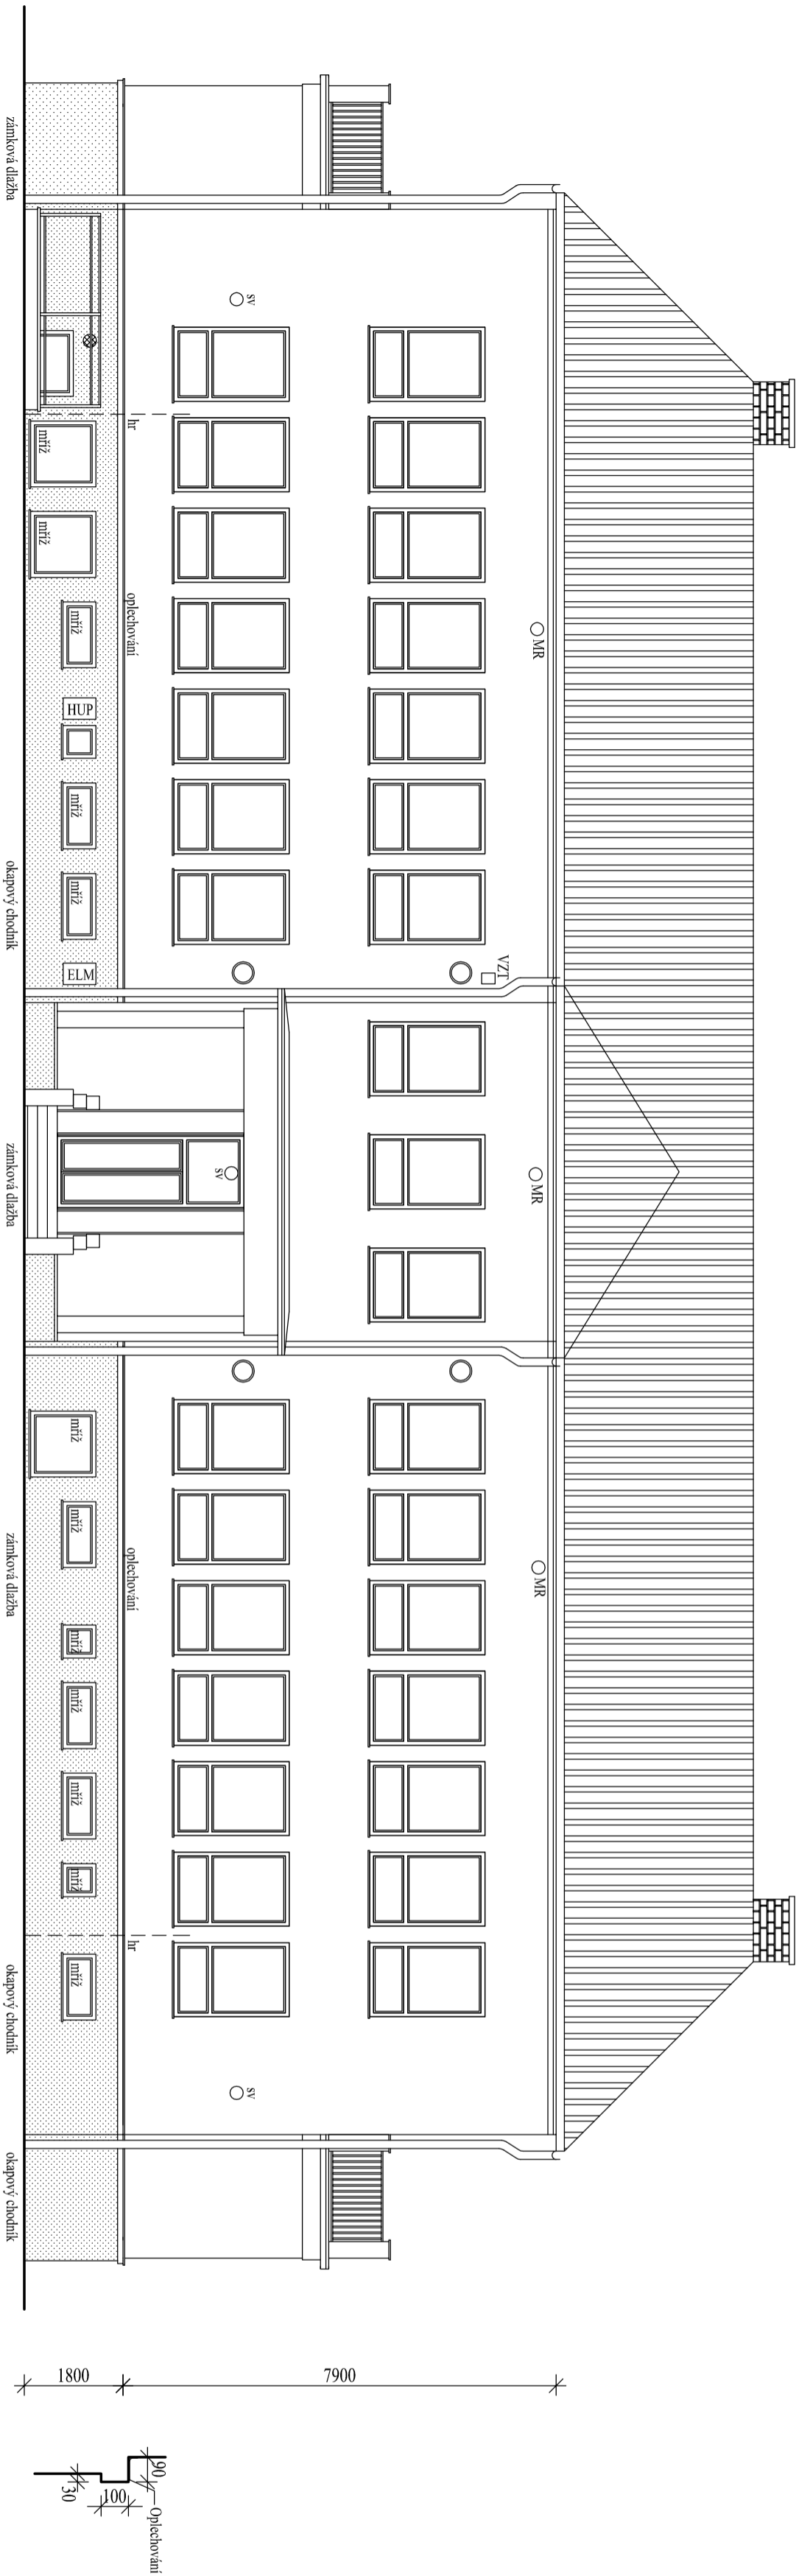 MR
MR
MR
VZT
sv
sv
sv
hr
oplechování
oplechování
hr
mříž
mříž
mříž
HUP
mříž
mříž
ELM
mříž
mříž
mříž
mříž
mříž
mříž
mříž
zámková dlažba
okapový chodník
zámková dlažba
zámková dlažba
okapový chodník
okapový chodník
7900
1800
90
Oplechování
100
30